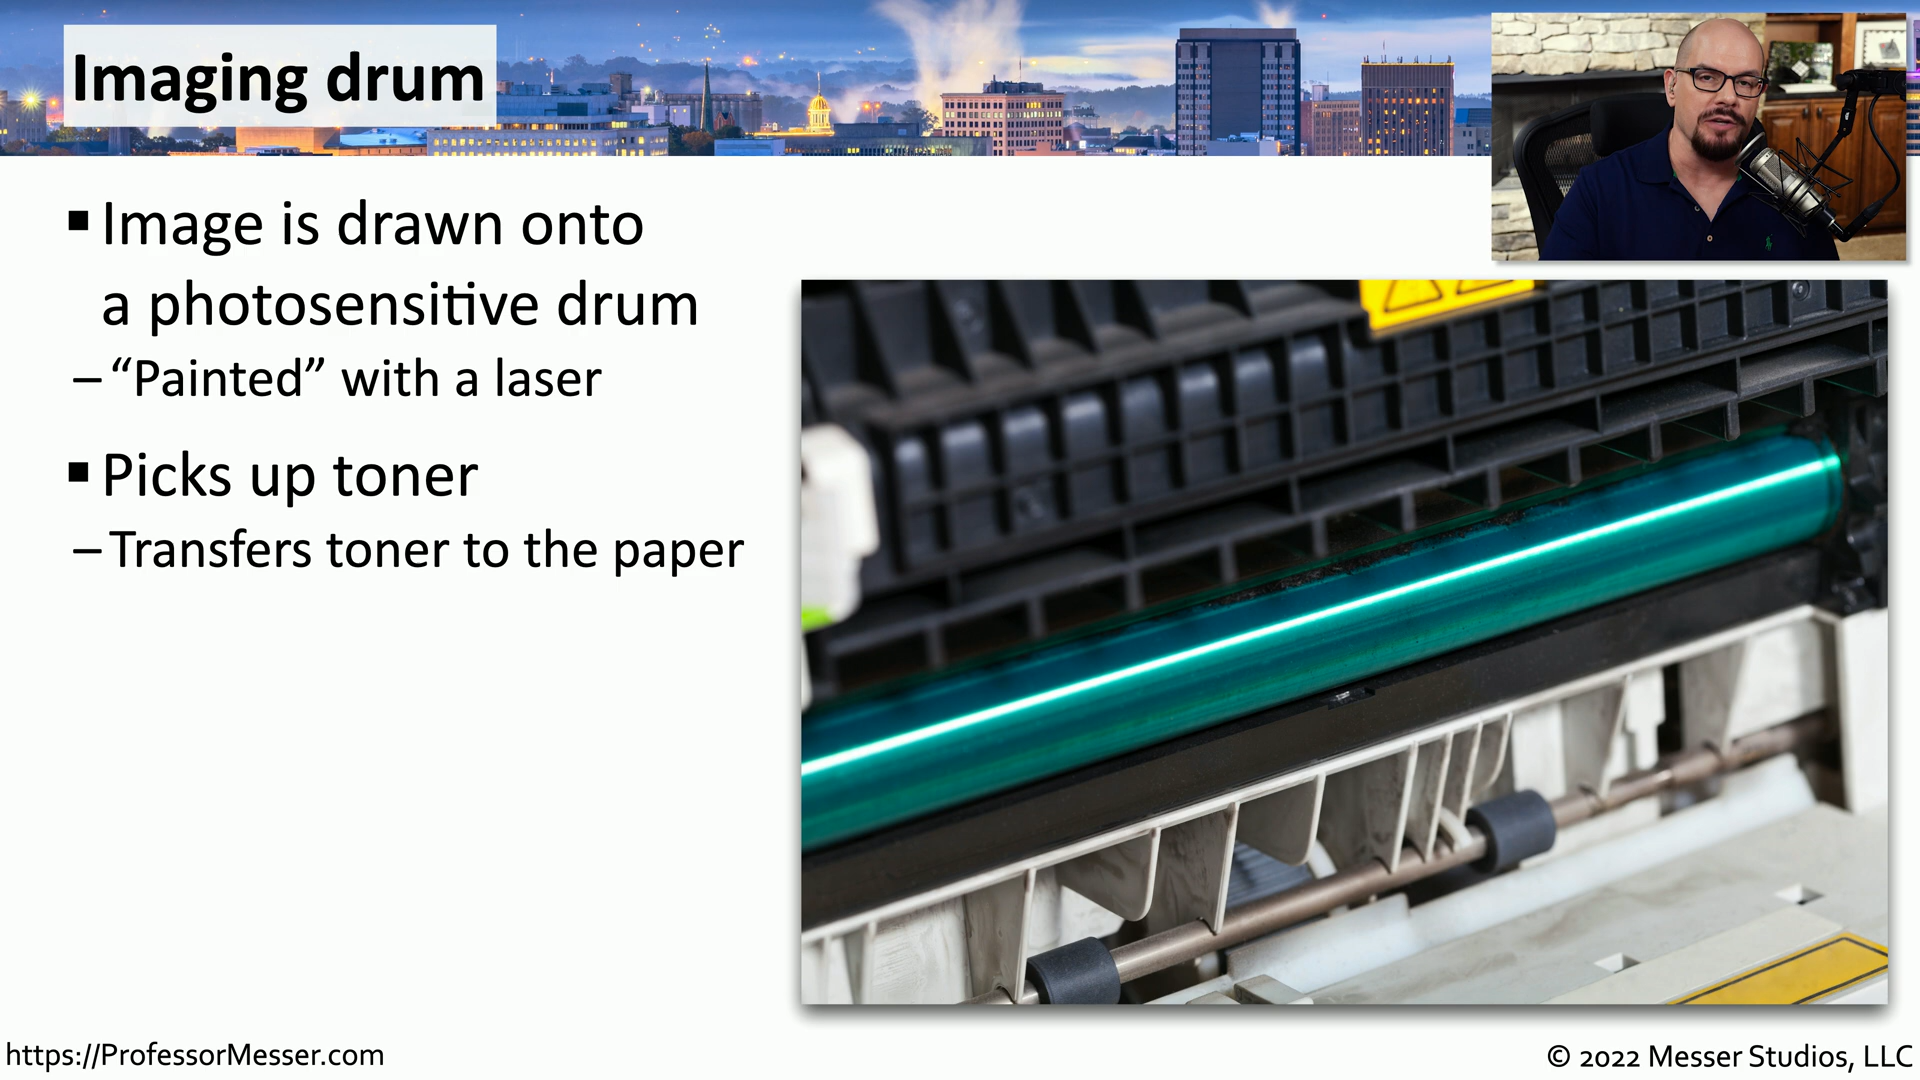 Imaging drum
▪ Image is drawn onto
a photosensitive drum
– “Painted” with a laser
▪ Picks up toner
– Transfers toner to the paper
https://ProfessorMesser.com
© 2022 Messer Studios, LLC